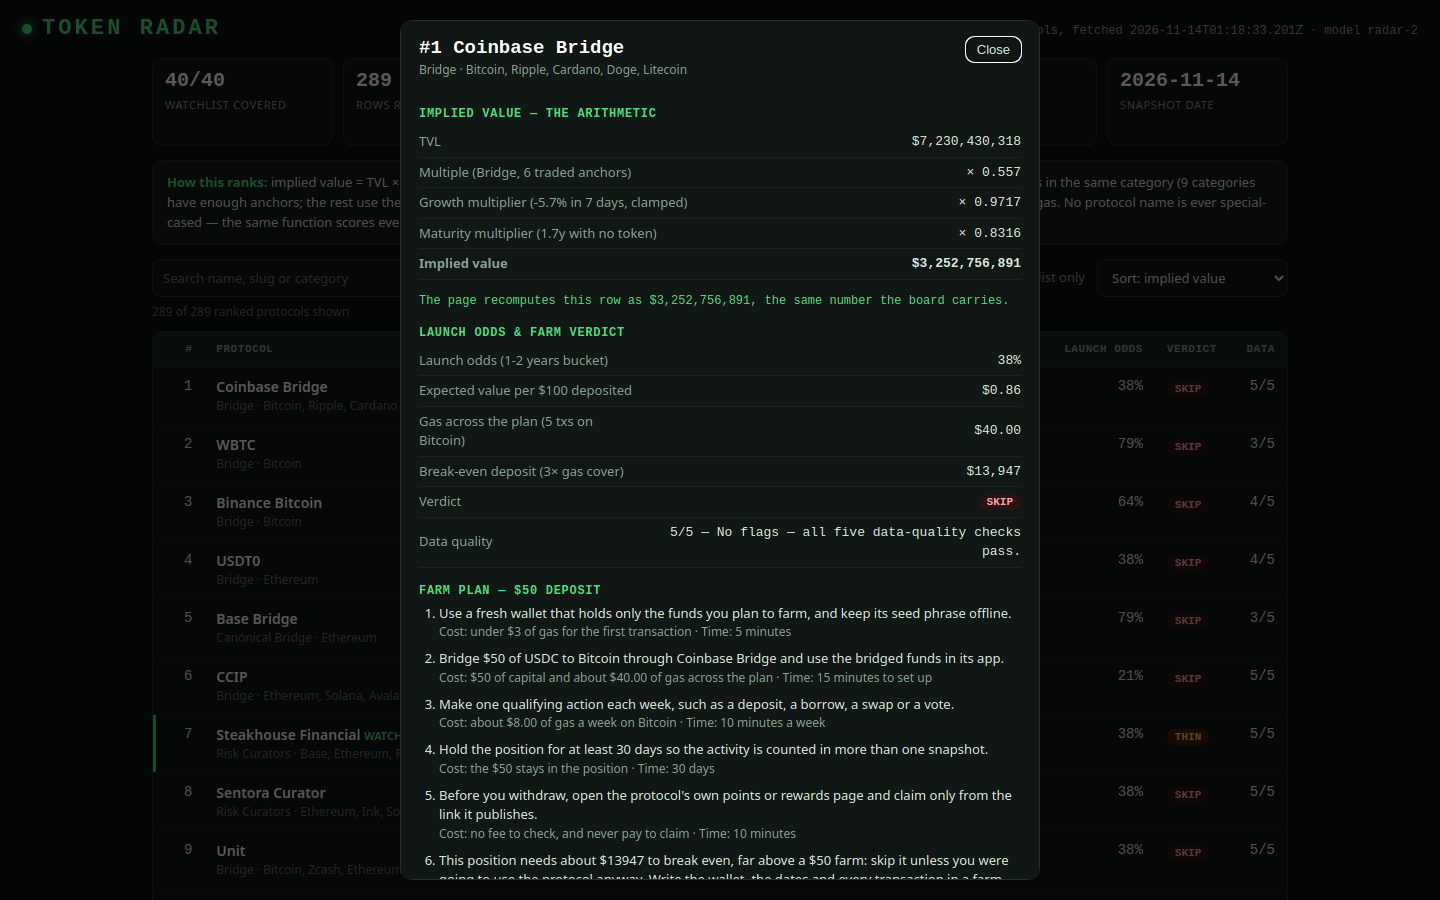 TOKEN RADAR
ols, fetched 2026-11-14T01:18:33.201Z · model radar-2
40/40
WATCHLIST COVERED
289
ROWS R
2026-11-14
SNAPSHOT DATE
How this ranks: implied value = TVL ×
s in the same category (9 categories
have enough anchors; the rest use the
gas. No protocol name is ever special-
cased — the same function scores eve
Search name, slug or category
list only
Sort: implied value
289 of 289 ranked protocols shown
# PROTOCOL LAUNCH ODDS VERDICT DATA
1 Coinbase Bridge 38% SKIP 5/5
Bridge · Bitcoin, Ripple, Cardano
2 WBTC 79% SKIP 3/5
Bridge · Bitcoin
3 Binance Bitcoin 64% SKIP 4/5
Bridge · Bitcoin
4 USDT0 38% SKIP 4/5
Bridge · Ethereum
5 Base Bridge 79% SKIP 3/5
Canonical Bridge · Ethereum
6 CCIP 21% SKIP 5/5
Bridge · Ethereum, Solana, Avala
7 Steakhouse Financial WATCH 38% THIN 5/5
Risk Curators · Base, Ethereum, F
8 Sentora Curator 38% SKIP 5/5
Risk Curators · Ethereum, Ink, So
9 Unit 38% SKIP 5/5
Bridge · Bitcoin, Zcash, Ethereum
#1 Coinbase Bridge
Close
Bridge · Bitcoin, Ripple, Cardano, Doge, Litecoin
IMPLIED VALUE — THE ARITHMETIC
TVL $7,230,430,318
Multiple (Bridge, 6 traded anchors) × 0.557
Growth multiplier (-5.7% in 7 days, clamped) × 0.9717
Maturity multiplier (1.7y with no token) × 0.8316
Implied value $3,252,756,891
The page recomputes this row as $3,252,756,891, the same number the board carries.
LAUNCH ODDS & FARM VERDICT
Launch odds (1-2 years bucket) 38%
Expected value per $100 deposited $0.86
Gas across the plan (5 txs on
Bitcoin) $40.00
Break-even deposit (3× gas cover) $13,947
Verdict SKIP
Data quality 5/5 — No flags — all five data-quality checks
pass.
FARM PLAN — $50 DEPOSIT
1. Use a fresh wallet that holds only the funds you plan to farm, and keep its seed phrase offline.
Cost: under $3 of gas for the first transaction · Time: 5 minutes
2. Bridge $50 of USDC to Bitcoin through Coinbase Bridge and use the bridged funds in its app.
Cost: $50 of capital and about $40.00 of gas across the plan · Time: 15 minutes to set up
3. Make one qualifying action each week, such as a deposit, a borrow, a swap or a vote.
Cost: about $8.00 of gas a week on Bitcoin · Time: 10 minutes a week
4. Hold the position for at least 30 days so the activity is counted in more than one snapshot.
Cost: the $50 stays in the position · Time: 30 days
5. Before you withdraw, open the protocol's own points or rewards page and claim only from the
link it publishes.
Cost: no fee to check, and never pay to claim · Time: 10 minutes
6. This position needs about $13947 to break even, far above a $50 farm: skip it unless you were
going to use the protocol anyway. Write the wallet, the dates and every transaction in a farm